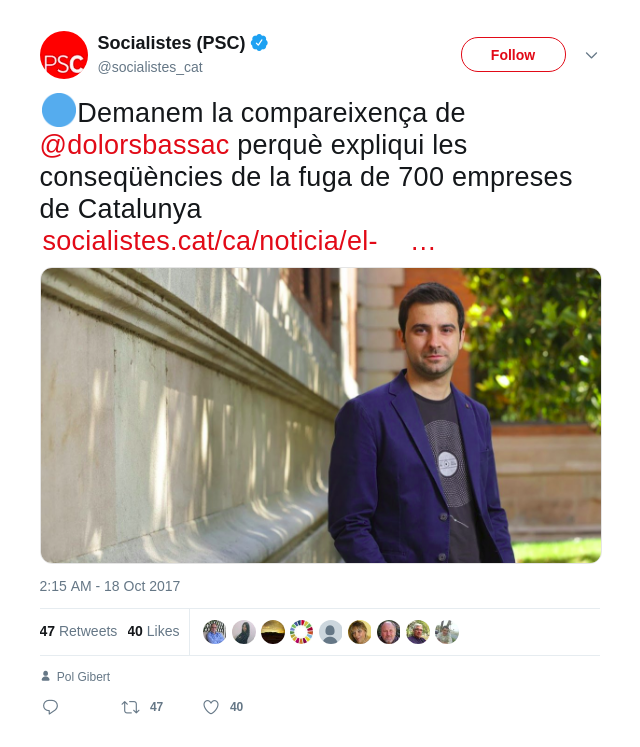 PSC
Socialistes (PSC)
@socialistes_cat
Follow
Demanem la compareixença de
@dolorsbassac perquè expliqui les
conseqüències de la fuga de 700 empreses
de Catalunya
socialistes.cat/ca/noticia/el- …
2:15 AM - 18 Oct 2017
47 Retweets 40 Likes
Pol Gibert
47 40